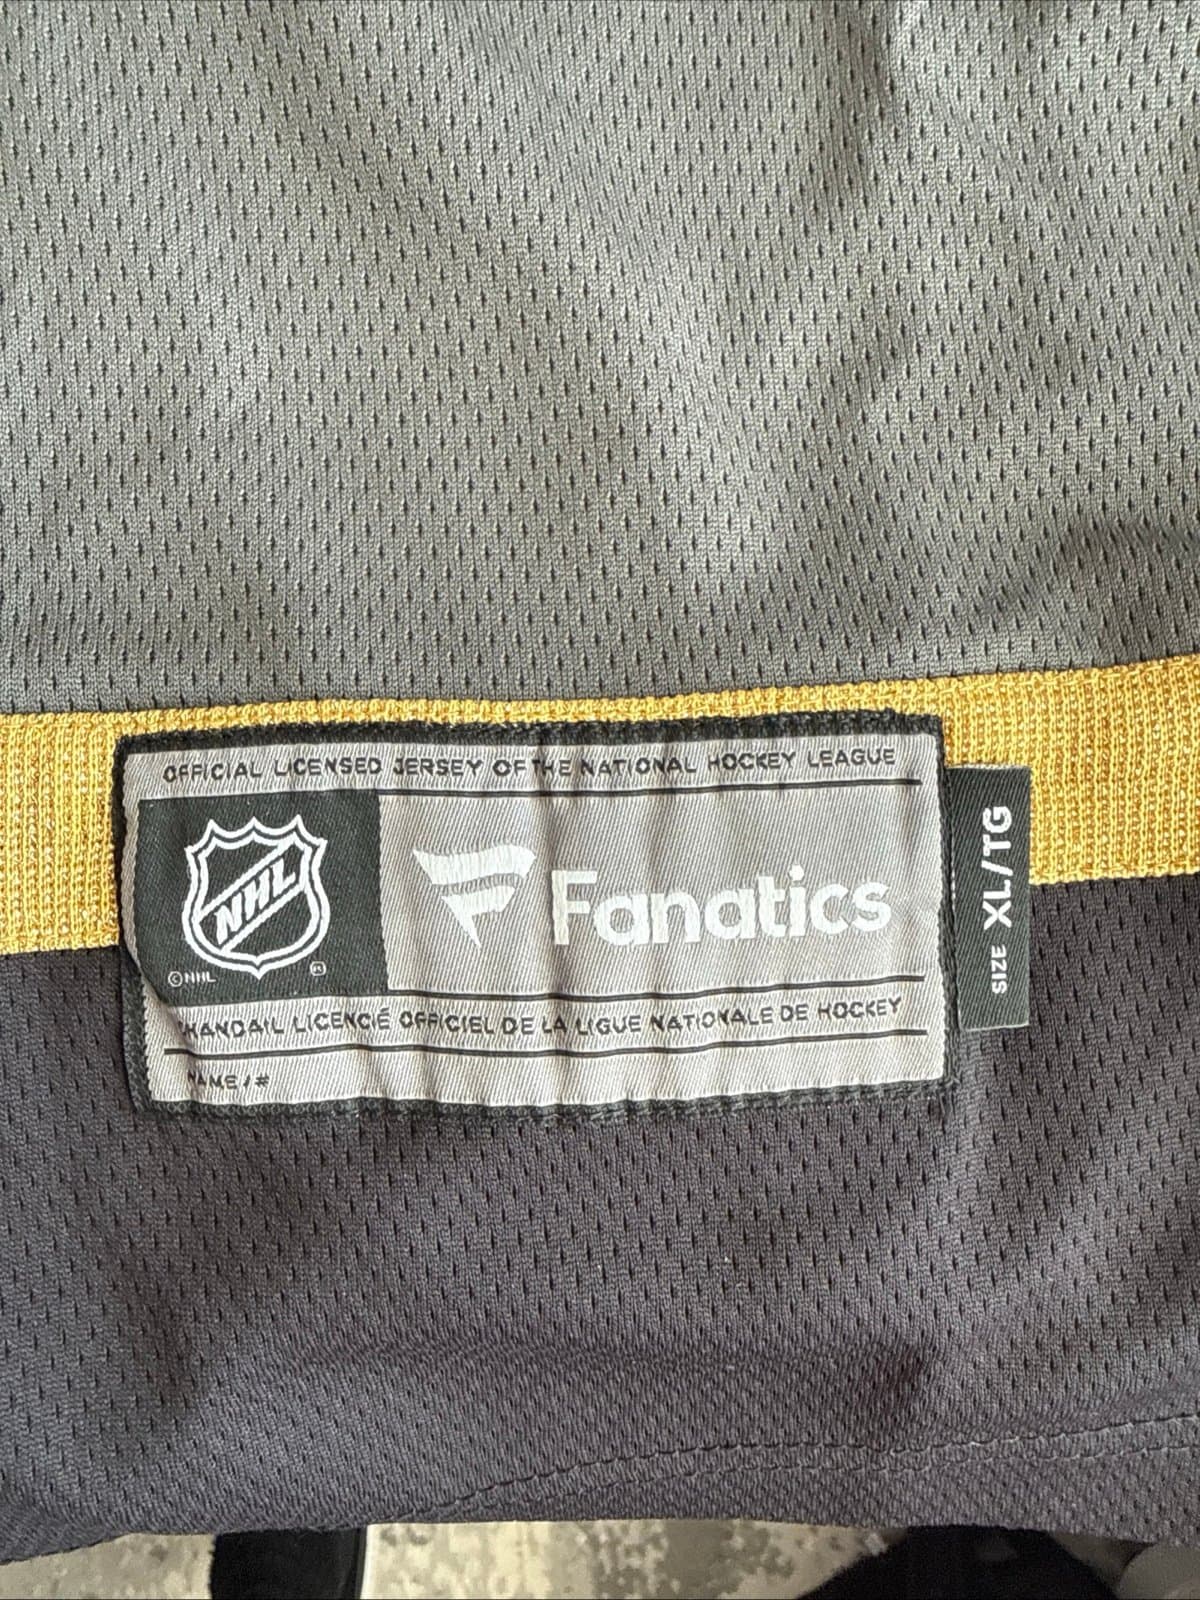 OFFICIAL LICENSED JERSEY OF THE NATIONAL HOCKEY LEAGUE
NHL
©NHL
Fanatics
SIZE XL/TG
CHANDAIL LICENCIÉ OFFICIEL DE LA LIGUE NATIONALE DE HOCKEY
NAME / #